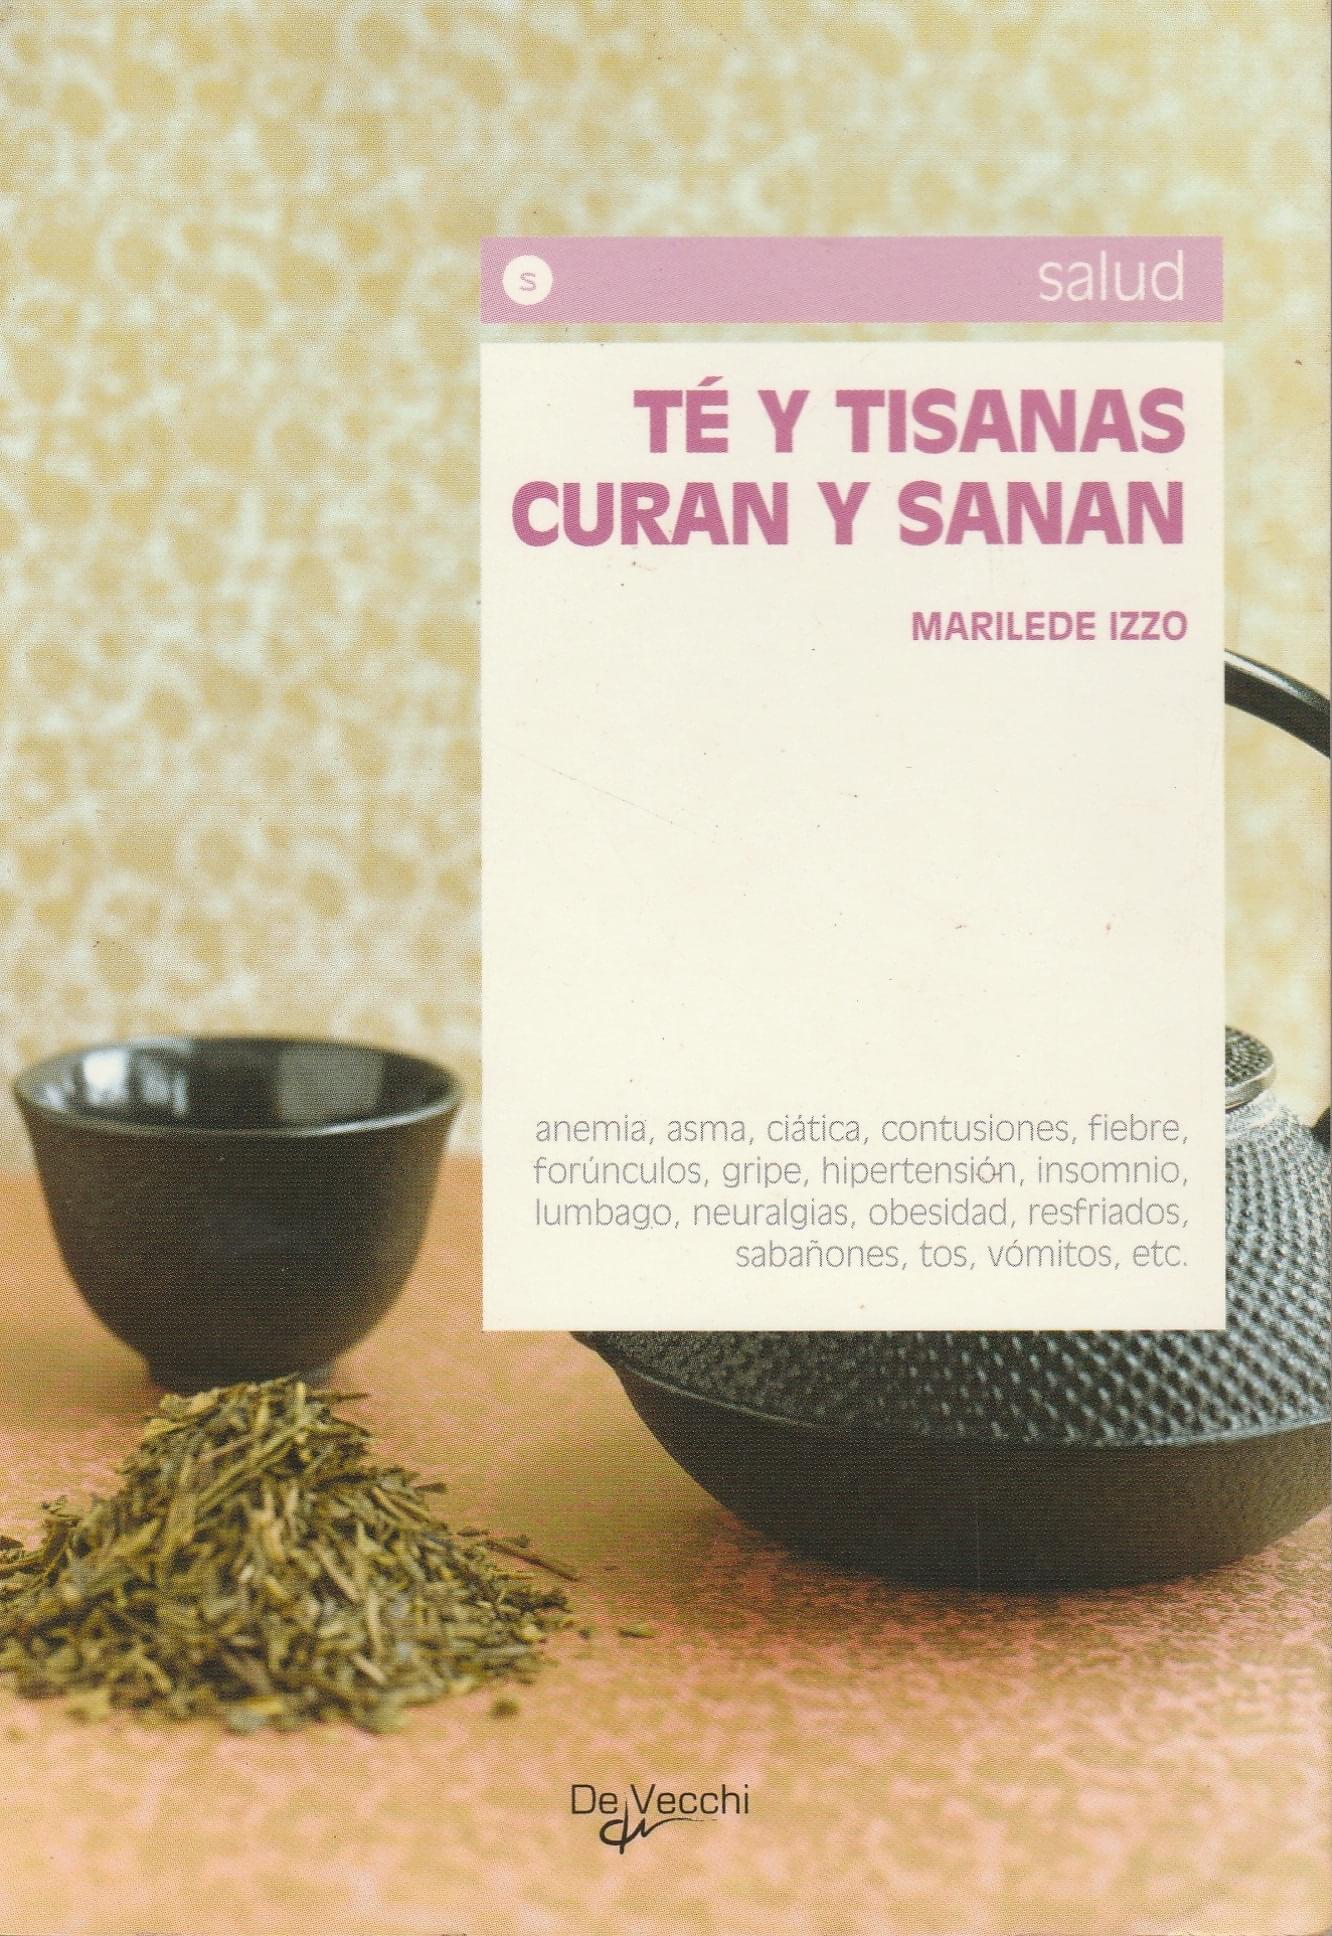 s
salud
TÉ Y TISANAS
CURAN Y SANAN
MARILEDE IZZO
anemia, asma, ciática, contusiones, fiebre,
forúnculos, gripe, hipertensión, insomnio,
lumbago, neuralgias, obesidad, resfriados,
sabañones, tos, vómitos, etc.
De Vecchi